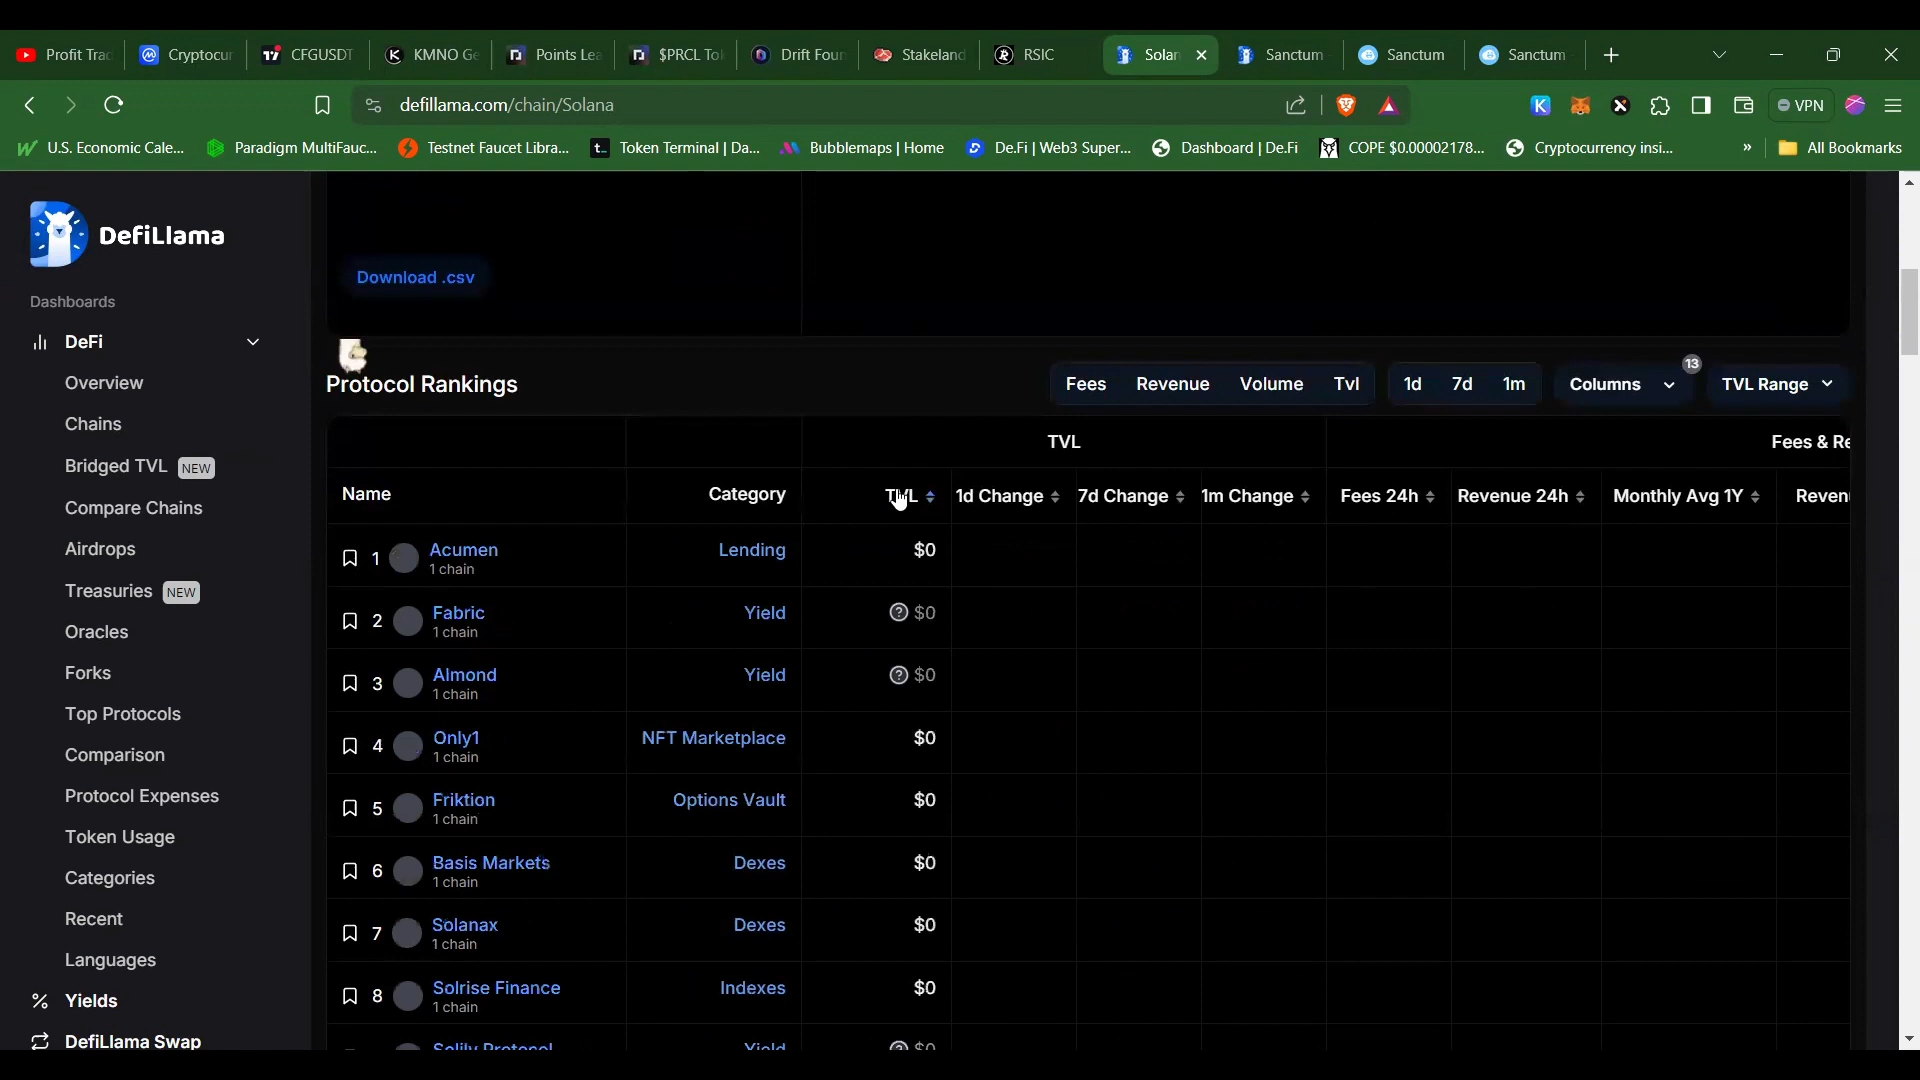 Profit Trad
Cryptocur
CFGUSDT
KMNO Ge
Points Lea
$PRCL Tok
Drift Foun
Stakeland
RSIC
Solan
Sanctum
Sanctum
Sanctum
defillama.com/chain/Solana
VPN
U.S. Economic Cale...
Paradigm MultiFauc...
Testnet Faucet Libra...
Token Terminal | Da...
Bubblemaps | Home
De.Fi | Web3 Super...
Dashboard | De.Fi
COPE $0.00002178...
Cryptocurrency insi...
»
All Bookmarks
DefiLlama
Dashboards
DeFi
Overview
Chains
Bridged TVL NEW
Compare Chains
Airdrops
Treasuries NEW
Oracles
Forks
Top Protocols
Comparison
Protocol Expenses
Token Usage
Categories
Recent
Languages
Yields
DefiLlama Swap
Download .csv
Protocol Rankings
Fees Revenue Volume Tvl
1d 7d 1m
Columns 13
TVL Range
TVL Fees & Re
Name Category TVL 1d Change 7d Change 1m Change Fees 24h Revenue 24h Monthly Avg 1Y Reven
1 Acumen Lending $0
1 chain
2 Fabric Yield ? $0
1 chain
3 Almond Yield ? $0
1 chain
4 Only1 NFT Marketplace $0
1 chain
5 Friktion Options Vault $0
1 chain
6 Basis Markets Dexes $0
1 chain
7 Solanax Dexes $0
1 chain
8 Solrise Finance Indexes $0
1 chain
Solily Protocol Yield ? $0